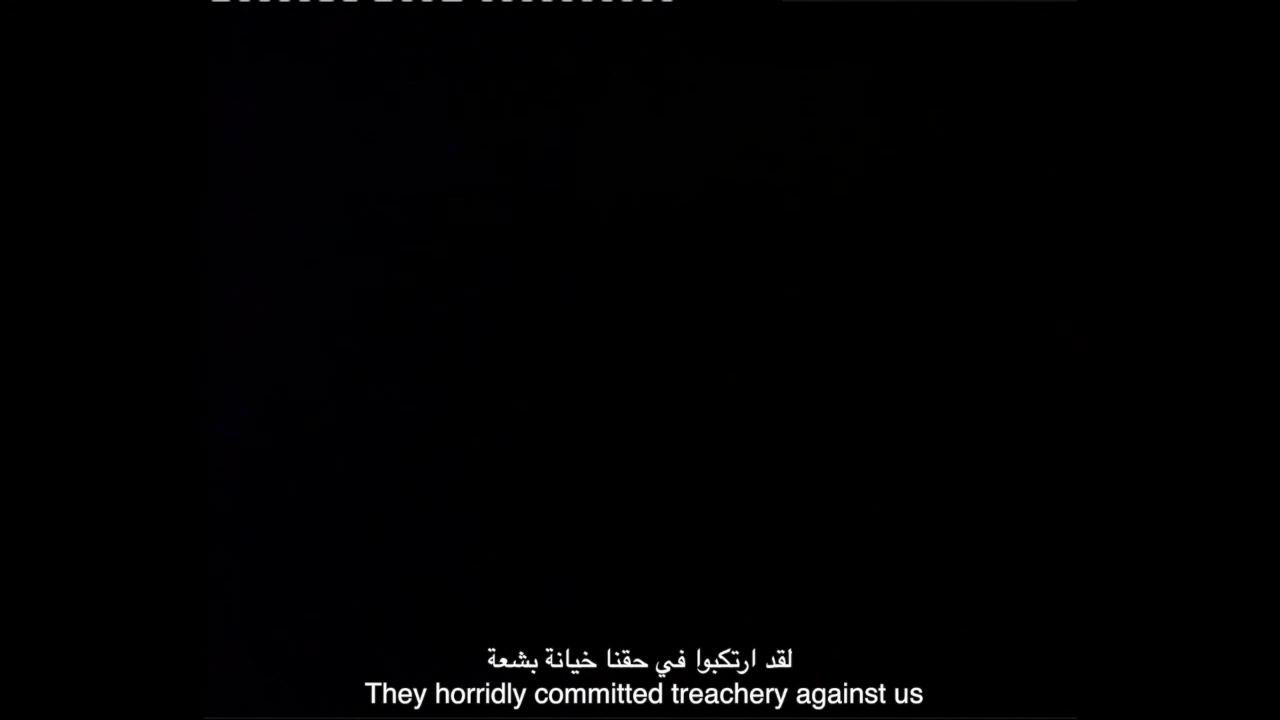 لقد ارتكبوا في حقنا خيانة بشعة
They horridly committed treachery against us